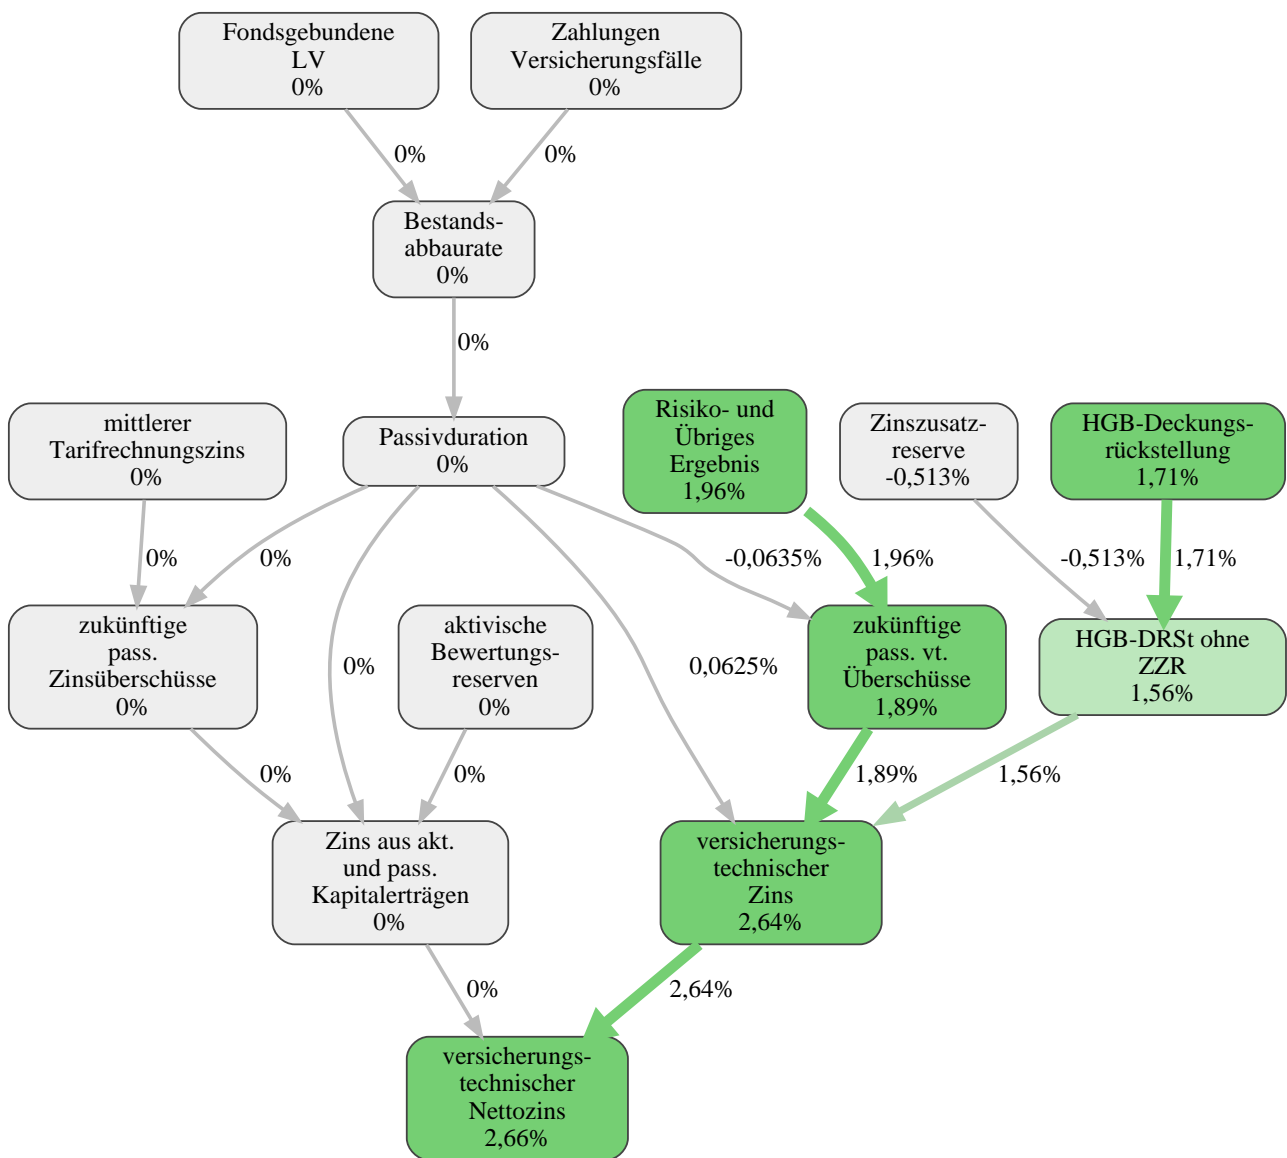 Fondsgebundene
LV
0%
Zahlungen
Versicherungsfälle
0%
0%
0%
Bestands-
abbaurate
0%
0%
mittlerer
Tarifrechnungszins
0%
Passivduration
0%
Risiko- und
Übriges
Ergebnis
1,96%
Zinszusatz-
reserve
-0,513%
HGB-Deckungs-
rückstellung
1,71%
0%
0%
-0,0635%
1,96%
-0,513%
1,71%
zukünftige
pass.
Zinsüberschüsse
0%
0%
aktivische
Bewertungs-
reserven
0%
0,0625%
zukünftige
pass. vt.
Überschüsse
1,89%
HGB-DRSt ohne
ZZR
1,56%
0%
0%
1,89%
1,56%
Zins aus akt.
und pass.
Kapitalerträgen
0%
versicherungs-
technischer
Zins
2,64%
0%
2,64%
versicherungs-
technischer
Nettozins
2,66%